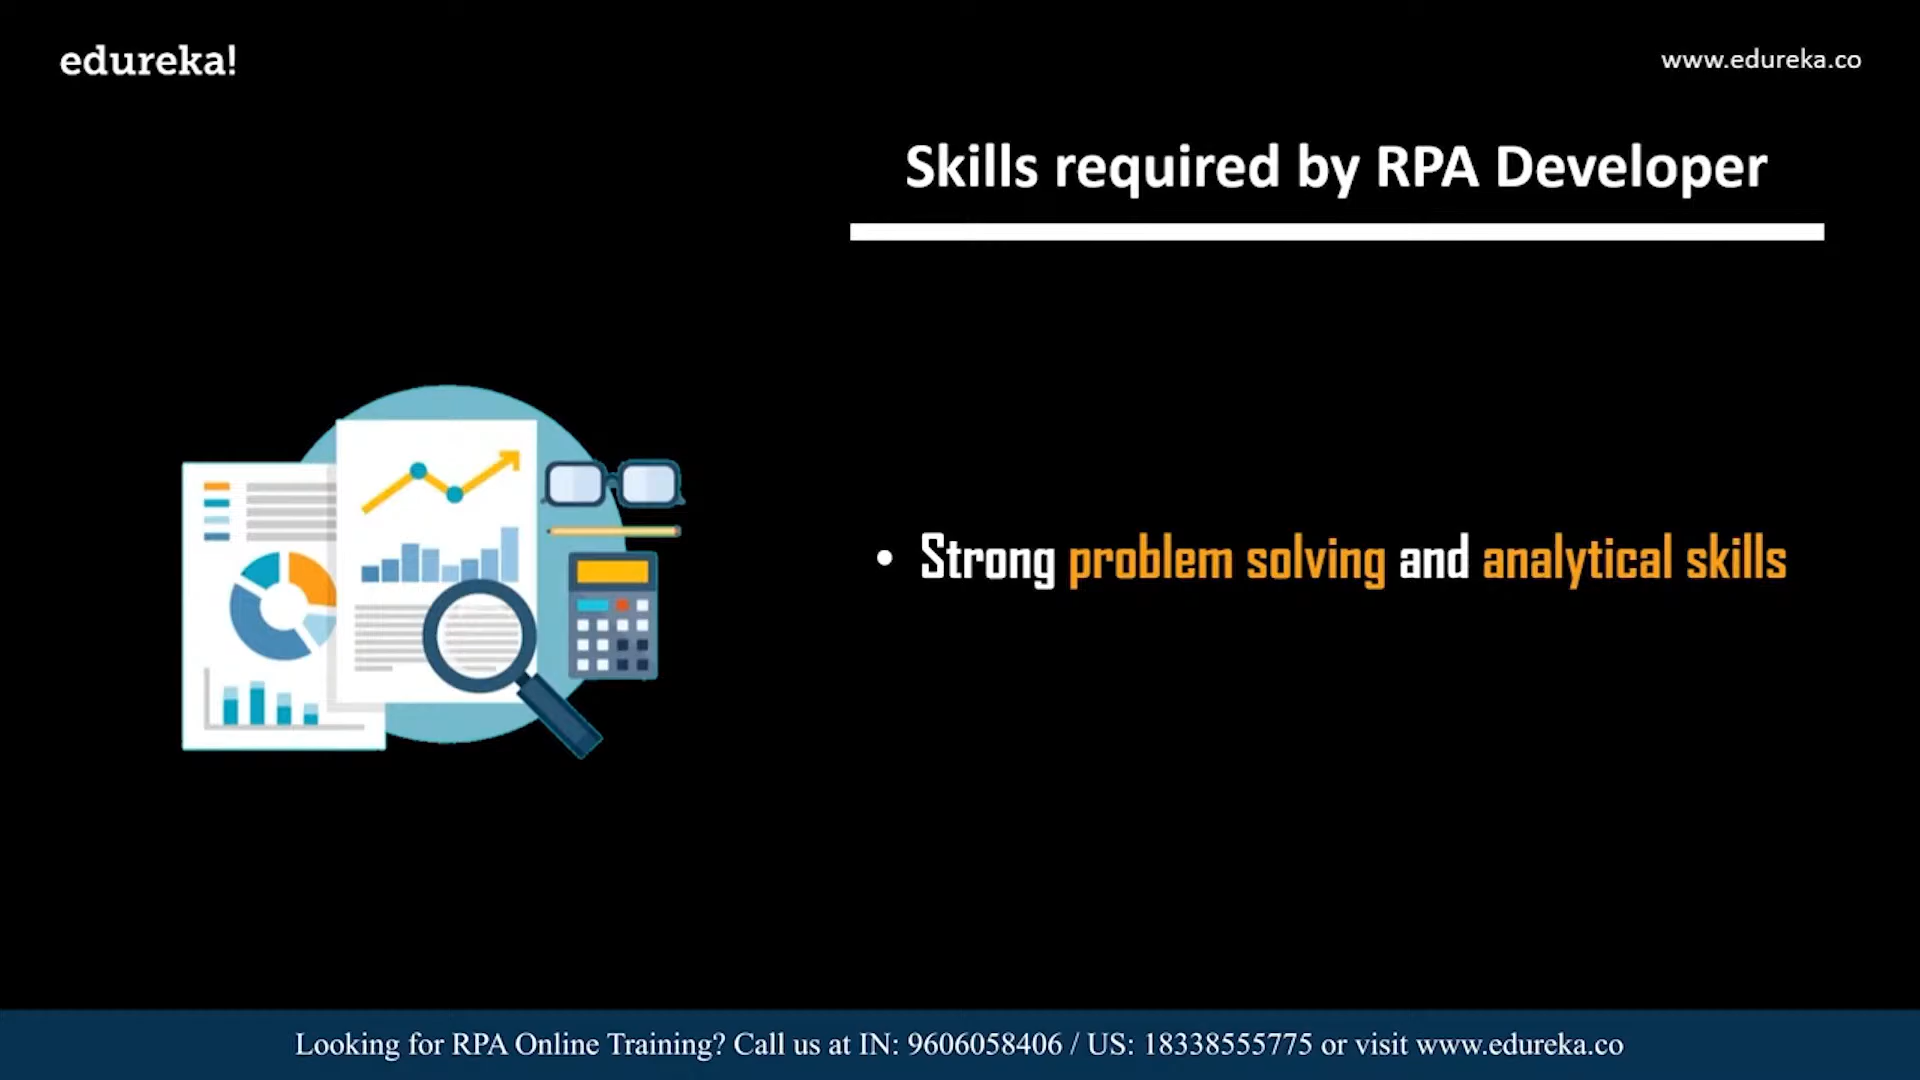 edureka!
www.edureka.co
Skills required by RPA Developer
• Strong problem solving and analytical skills
Looking for RPA Online Training? Call us at IN: 9606058406 / US: 18338555775 or visit www.edureka.co